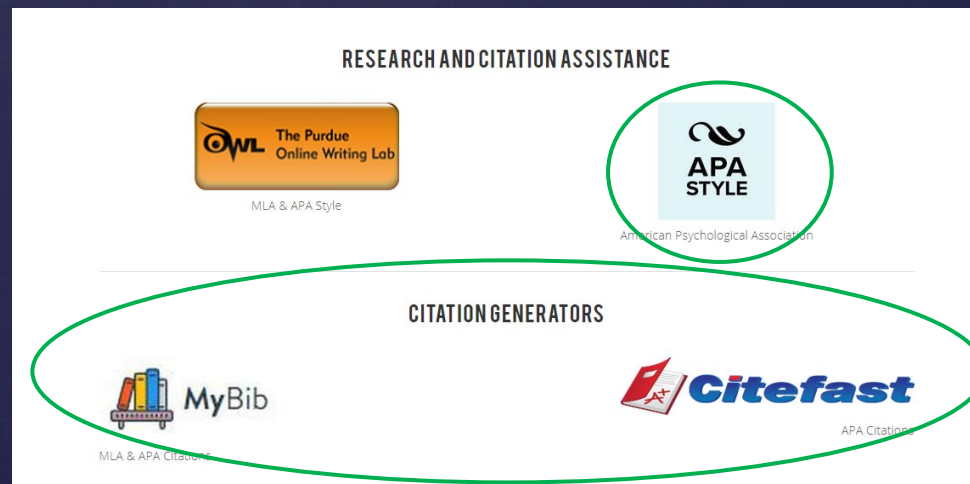 RESEARCH AND CITATION ASSISTANCE
OWL
The Purdue
Online Writing Lab
MLA & APA Style
APA
STYLE
American Psychological Association
CITATION GENERATORS
MyBib
MLA & APA Citations
A+
Citefast
APA Citations